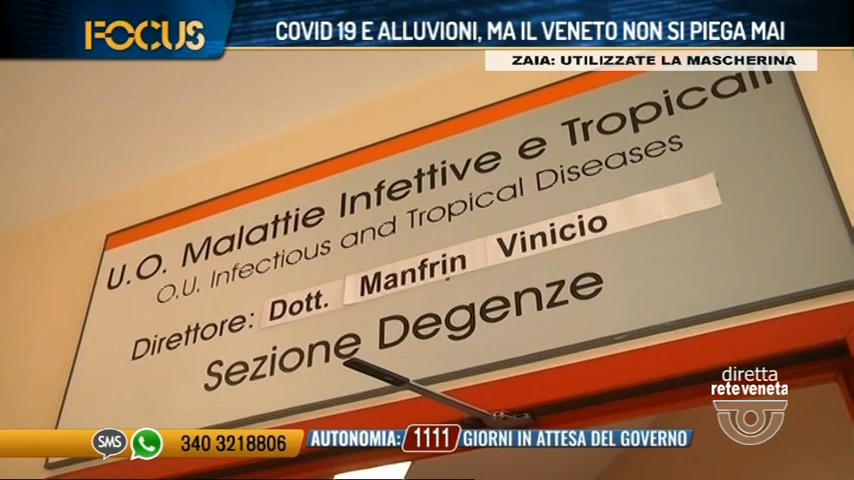 FOCUS
COVID 19 E ALLUVIONI, MA IL VENETO NON SI PIEGA MAI
ZAIA: UTILIZZATE LA MASCHERINA
U.O. Malattie Infettive e Tropicali
O.U. Infectious and Tropical Diseases
Direttore: Dott. Manfrin Vinicio
Sezione Degenze
diretta
reteveneta
SMS 340 3218806 AUTONOMIA: 1111 GIORNI IN ATTESA DEL GOVERNO